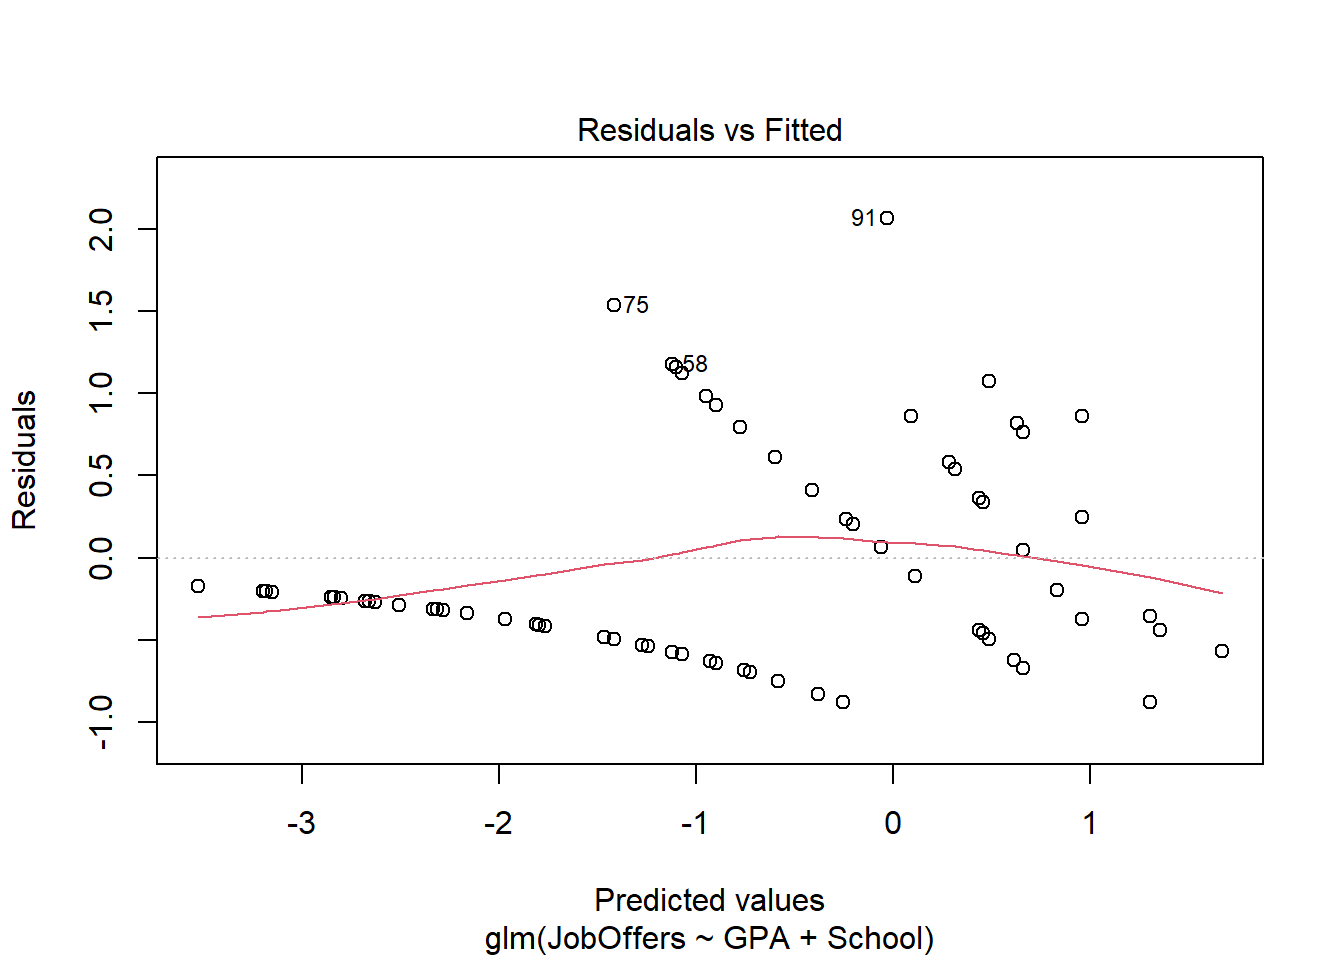 Residuals vs Fitted
2.0
1.5
1.0
0.5
0.0
-1.0
Residuals
91
75
58
-3 -2 -1 0 1
Predicted values
glm(JobOffers ~ GPA + School)